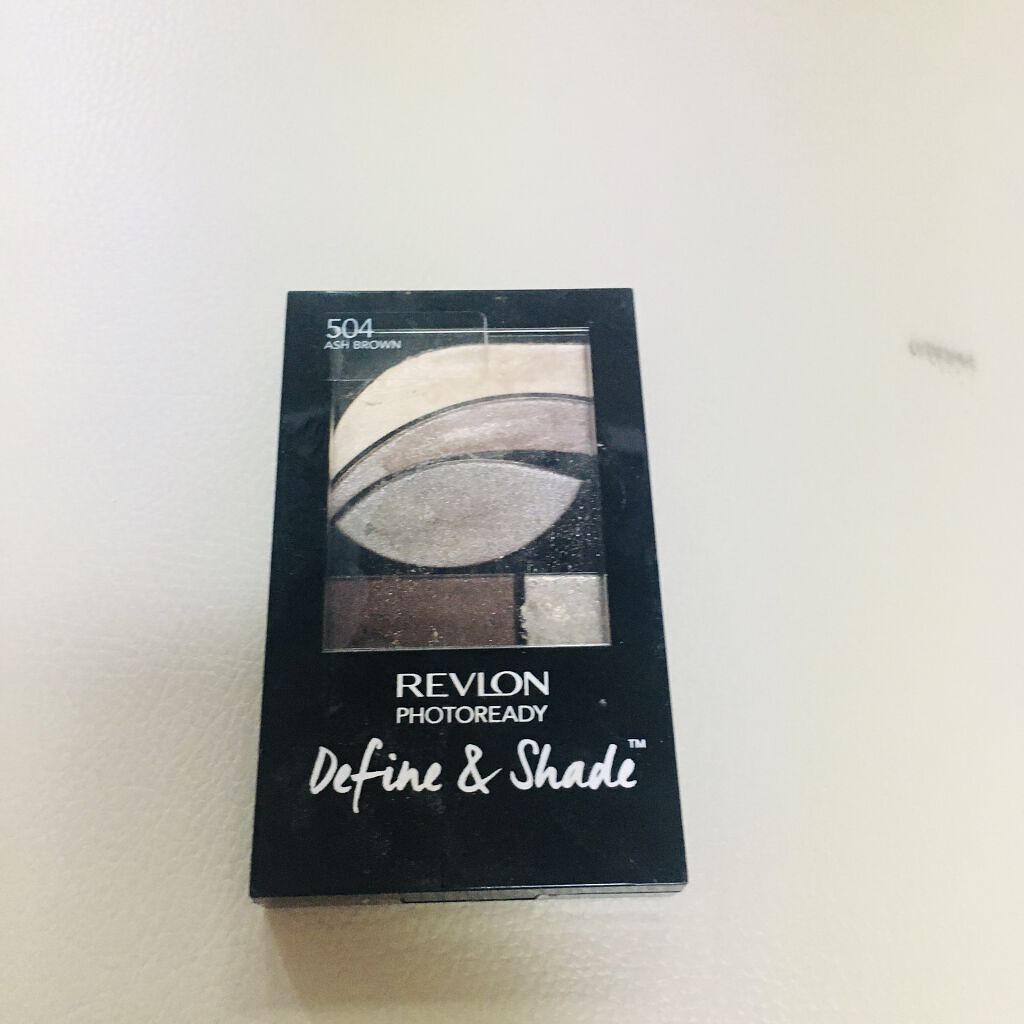 504
ASH BROWN
REVLON
PHOTOREADY
Define & Shade™